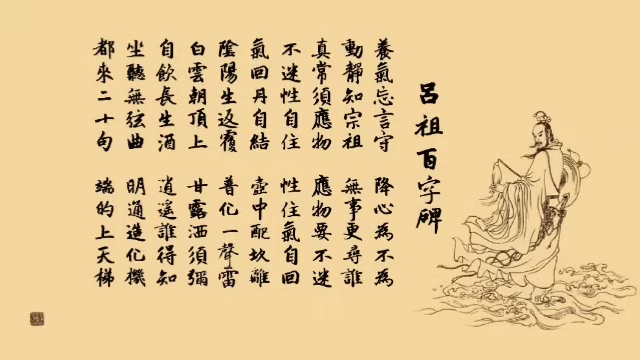 呂祖百字碑
養氣忘言守 降心為不為
動靜知宗祖 無事更尋誰
真常須應物 應物要不迷
不迷性自住 性住氣自回
氣回丹自結 壺中配坎離
陰陽生返覆 普化一聲雷
白雲朝頂上 甘露洒須彌
自飲長生酒 逍遙誰得知
坐聽無弦曲 明通造化機
都來二十句 端的上天梯